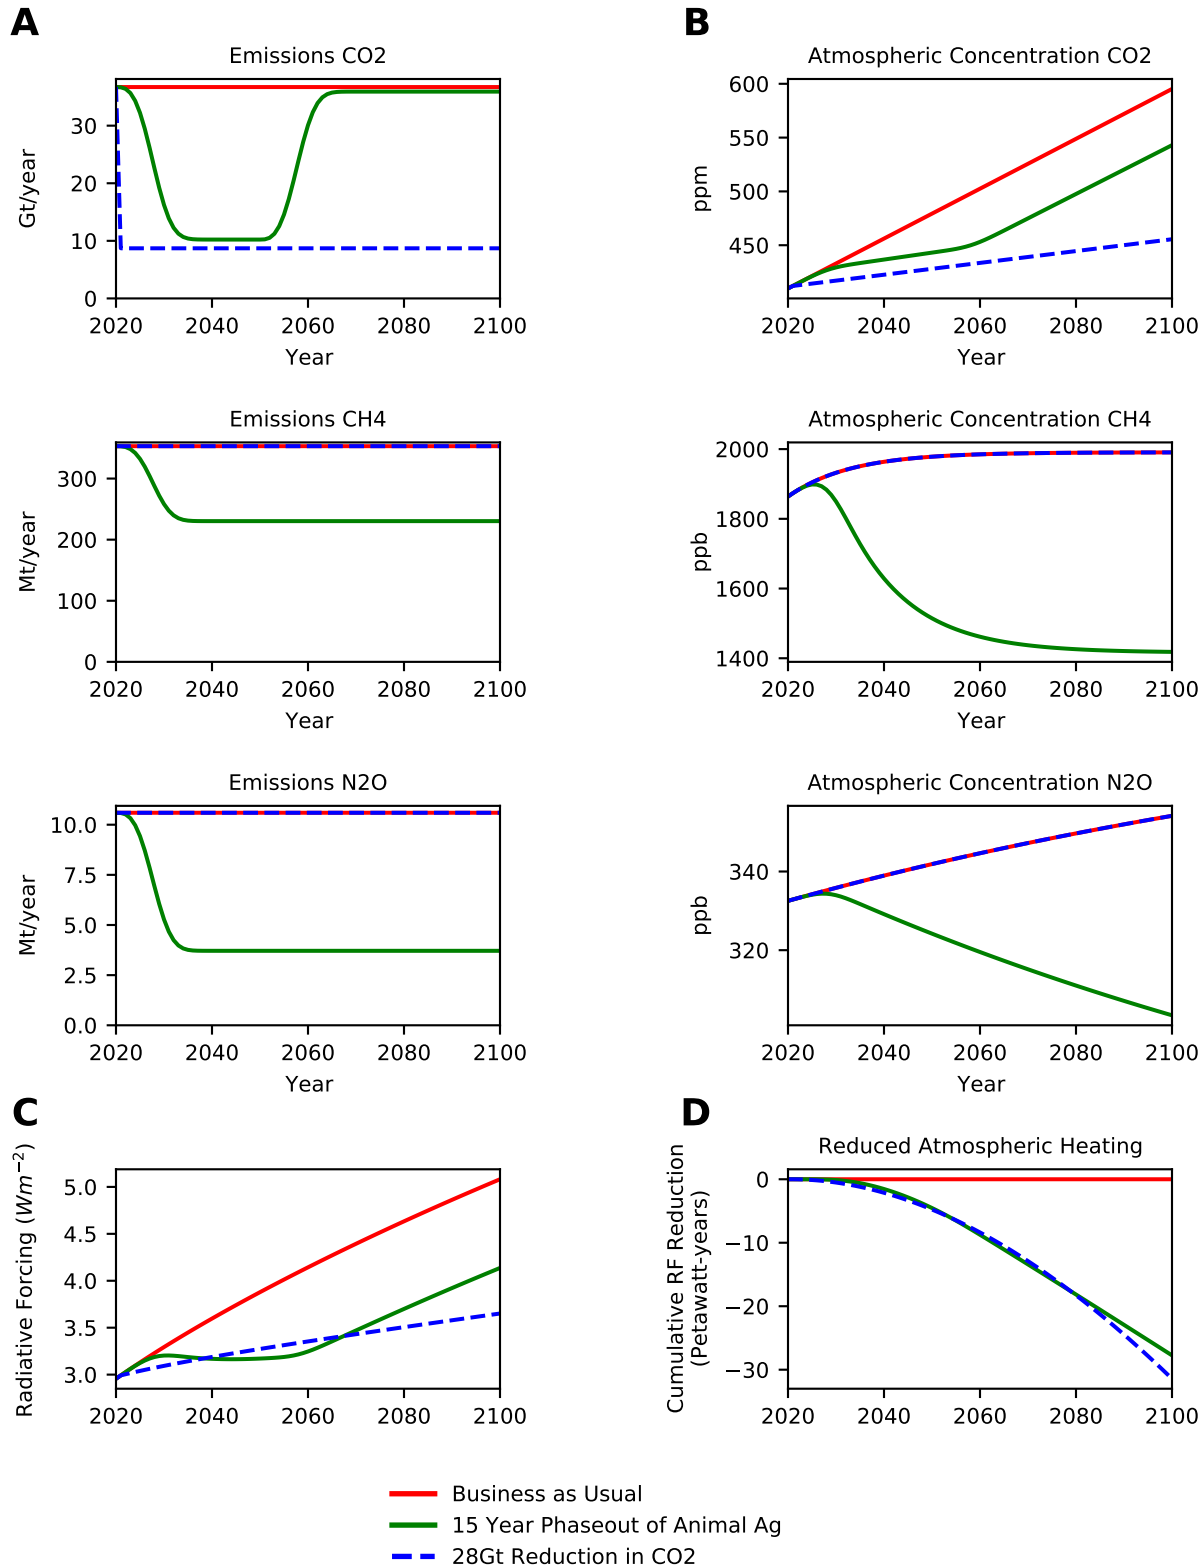 A
Emissions CO2
Gt/year
30
20
10
0
2020 2040 2060 2080 2100
Year
B
Atmospheric Concentration CO2
ppm
600
550
500
450
2020 2040 2060 2080 2100
Year
Emissions CH4
Mt/year
300
200
100
0
2020 2040 2060 2080 2100
Year
Atmospheric Concentration CH4
ppb
2000
1800
1600
1400
2020 2040 2060 2080 2100
Year
Emissions N2O
Mt/year
10.0
7.5
5.0
2.5
0.0
2020 2040 2060 2080 2100
Year
Atmospheric Concentration N2O
ppb
340
320
2020 2040 2060 2080 2100
Year
C
Radiative Forcing (Wm⁻²)
5.0
4.5
4.0
3.5
3.0
2020 2040 2060 2080 2100
D
Reduced Atmospheric Heating
Cumulative RF Reduction
(Petawatt-years)
0
−10
−20
−30
2020 2040 2060 2080 2100
Business as Usual
15 Year Phaseout of Animal Ag
28Gt Reduction in CO2